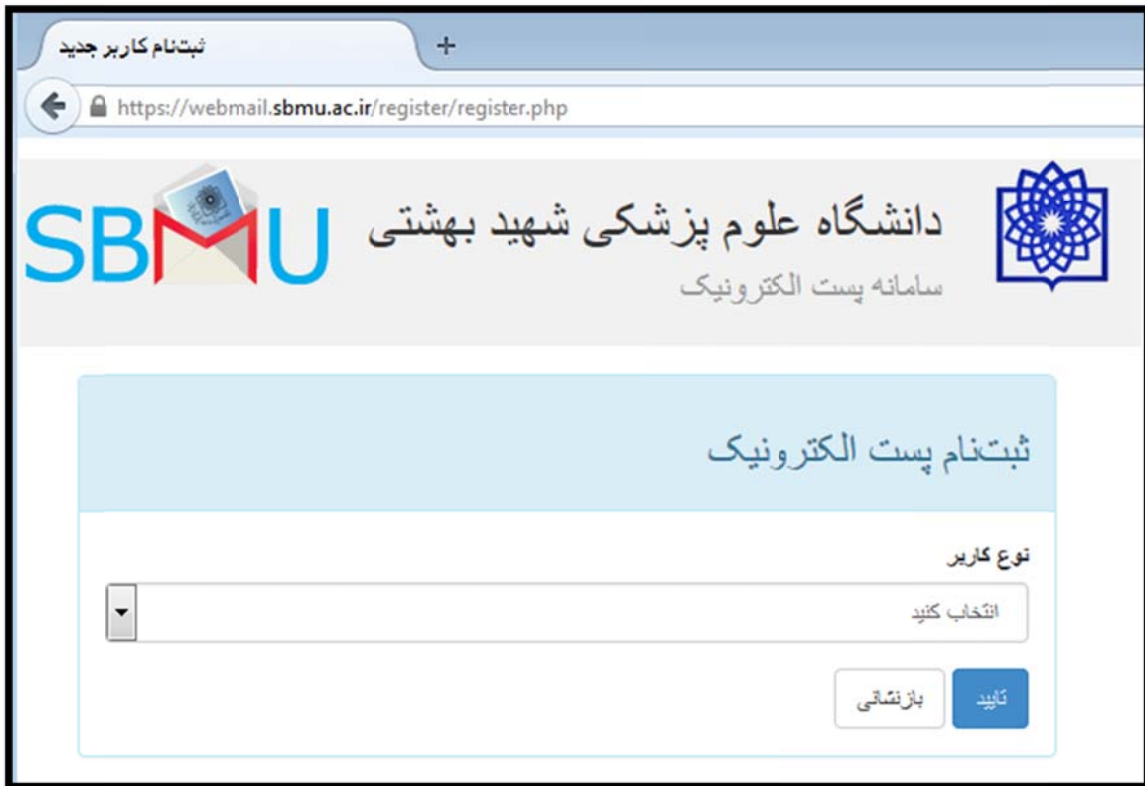 ثبت‌نام کاربر جدید
https://webmail.sbmu.ac.ir/register/register.php
SBMU
دانشگاه علوم پزشکی شهید بهشتی
سامانه پست الکترونیک
ثبت‌نام پست الکترونیک
نوع کاربر
انتخاب کنید
تایید
بازنشانی